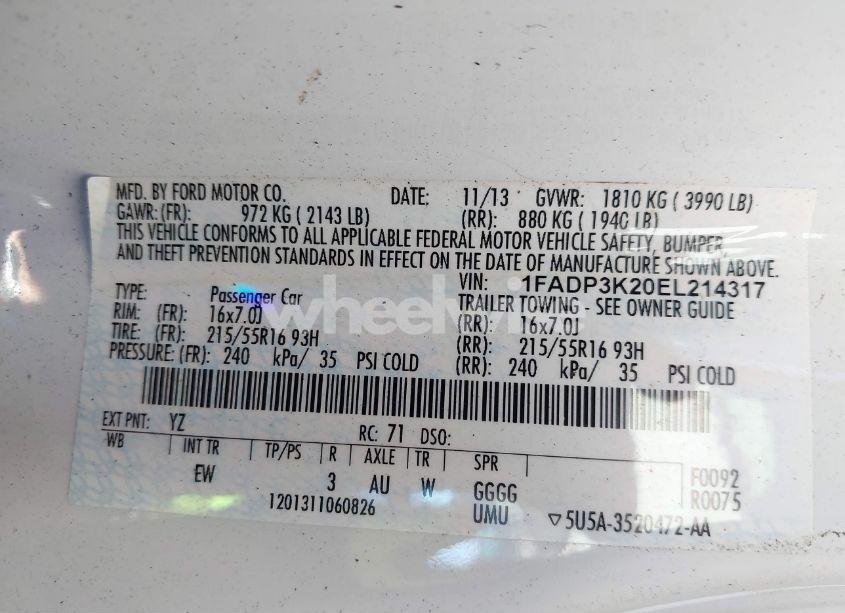 MFD. BY FORD MOTOR CO. DATE: 11/13 GVWR: 1810 KG ( 3990 LB)
GAWR: (FR): 972 KG ( 2143 LB) (RR): 880 KG ( 1940 LB)
THIS VEHICLE CONFORMS TO ALL APPLICABLE FEDERAL MOTOR VEHICLE SAFETY, BUMPER,
AND THEFT PREVENTION STANDARDS IN EFFECT ON THE DATE OF MANUFACTURE SHOWN ABOVE.
VIN: 1FADP3K20EL214317
TYPE: Passenger Car TRAILER TOWING - SEE OWNER GUIDE
RIM: (FR): 16x7.0J (RR): 16x7.0J
TIRE: (FR): 215/55R16 93H (RR): 215/55R16 93H
PRESSURE: (FR): 240 kPa/ 35 PSI COLD (RR): 240 kPa/ 35 PSI COLD
EXT PNT: YZ RC: 71 DSO:
WB INT TR TP/PS R AXLE TR SPR
EW 3 AU W GGGG F0092
1201311060826 UMU R0075
▽5U5A-3520472-AA